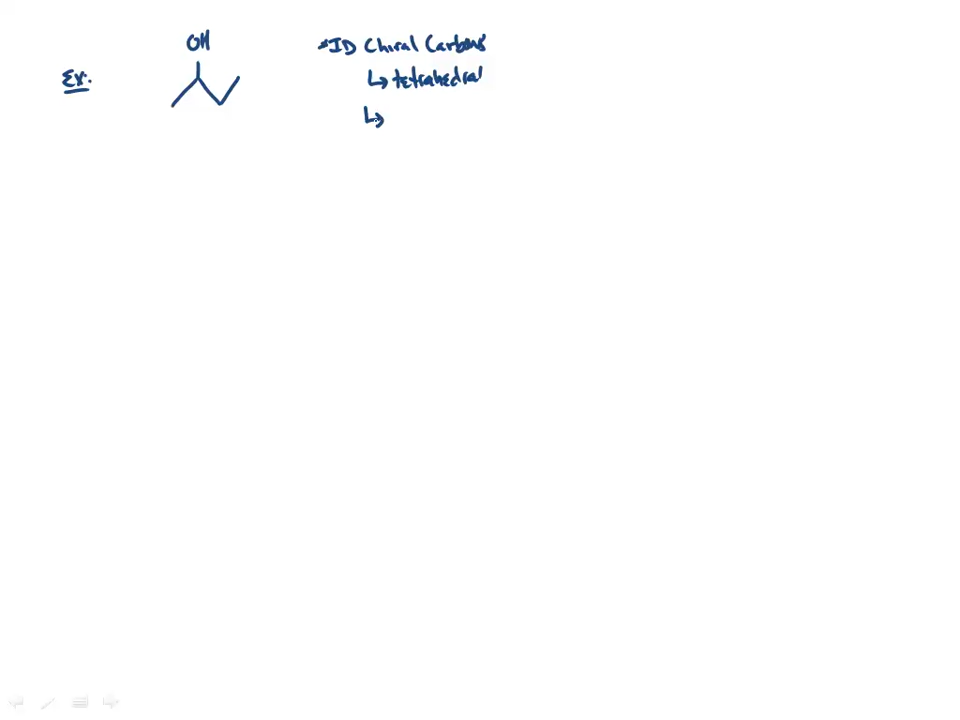 OH
*ID Chiral Carbons
Ex.
↳ tetrahedral
↳